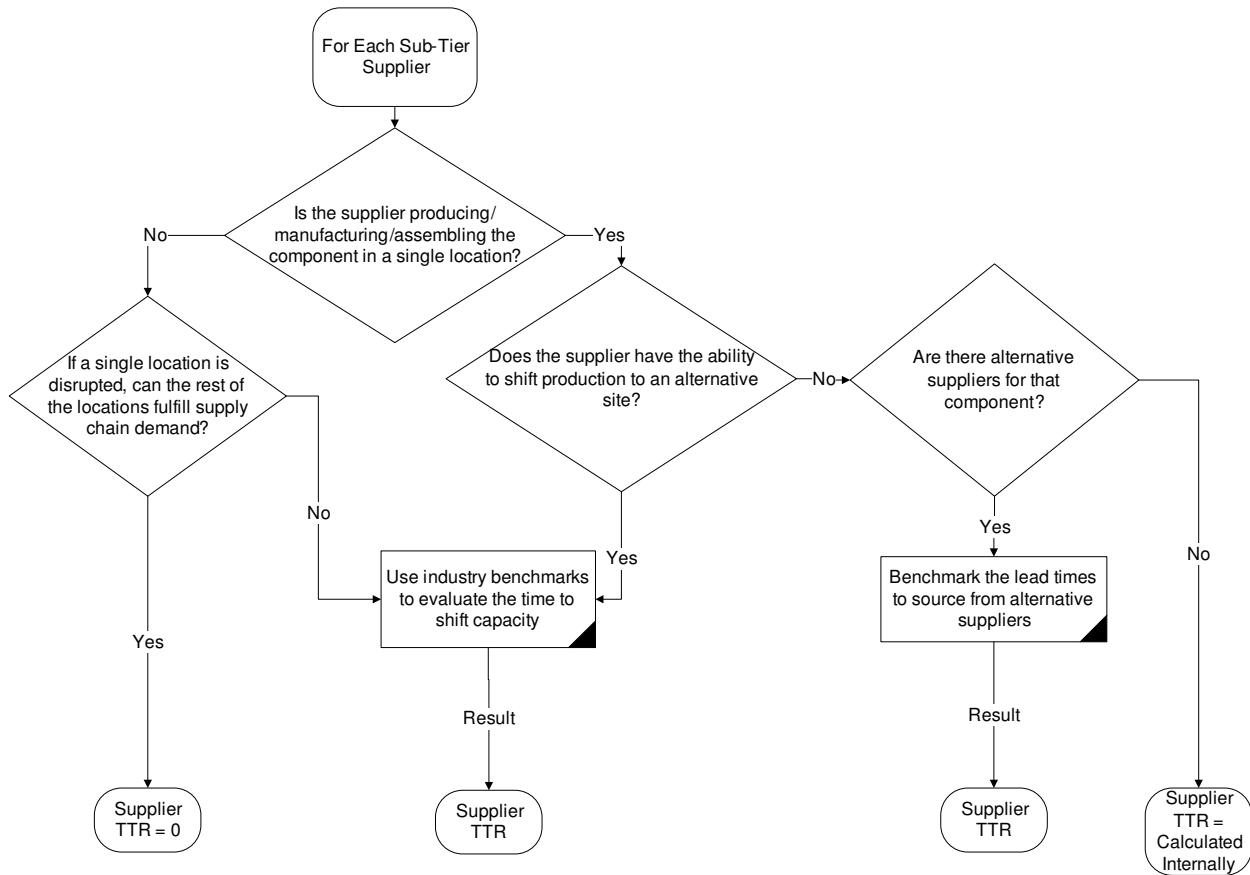 For Each Sub-Tier
Supplier
Is the supplier producing/
manufacturing/assembling the
component in a single location?
No
Yes
If a single location is
disrupted, can the rest of
the locations fulfill supply
chain demand?
Does the supplier have the ability
to shift production to an alternative
site?
No
Are there alternative
suppliers for that
component?
No
Yes
Yes
No
Use industry benchmarks
to evaluate the time to
shift capacity
Benchmark the lead times
to source from alternative
suppliers
Yes
Result
Result
Supplier
TTR = 0
Supplier
TTR
Supplier
TTR
Supplier
TTR =
Calculated
Internally